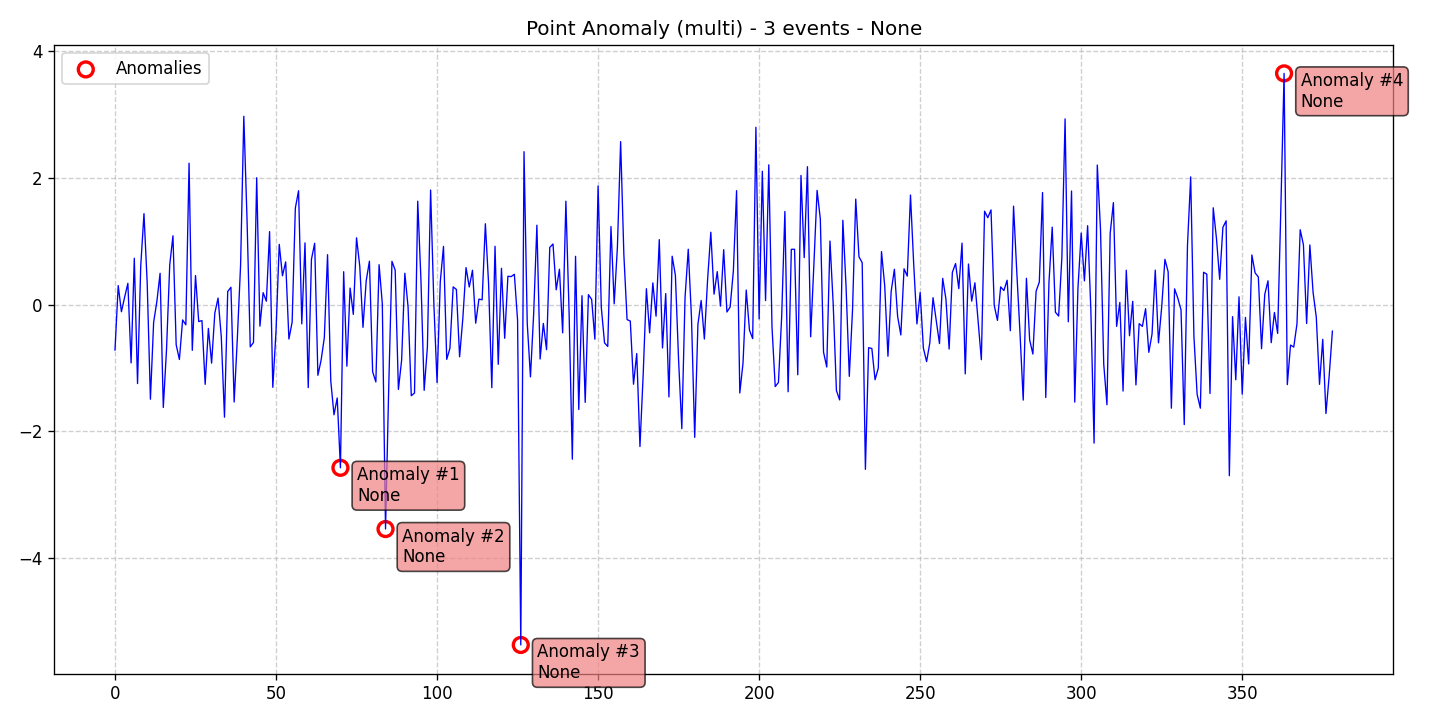 Point Anomaly (multi) - 3 events - None
4
Anomalies
Anomaly #4
None
2
0
−2
Anomaly #1
None
Anomaly #2
None
−4
Anomaly #3
None
0
50
100
150
200
250
300
350